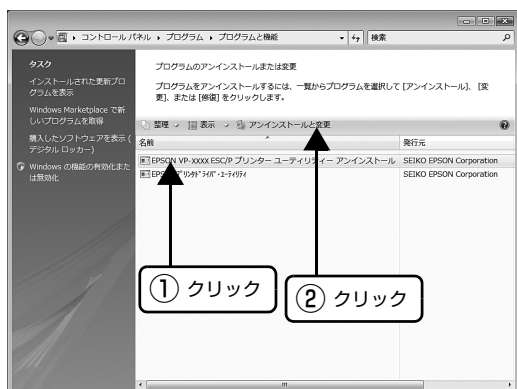 コントロール パネル ▸ プログラム ▸ プログラムと機能
検索
タスク
インストールされた更新プロ
グラムを表示
Windows Marketplace で新
しいプログラムを取得
購入したソフトウェアを表示 (
デジタル ロッカー)
Windows の機能の有効化また
は無効化
プログラムのアンインストールまたは変更
プログラムをアンインストールするには、一覧からプログラムを選択して [アンインストール]、[変
更]、または [修復] をクリックします。
整理 表示 アンインストールと変更
名前 発行元
EPSON VP-xxxx ESC/P プリンター ユーティリティー アンインストール SEIKO EPSON Corporation
SEIKO EPSON Corporation
① クリック
② クリック